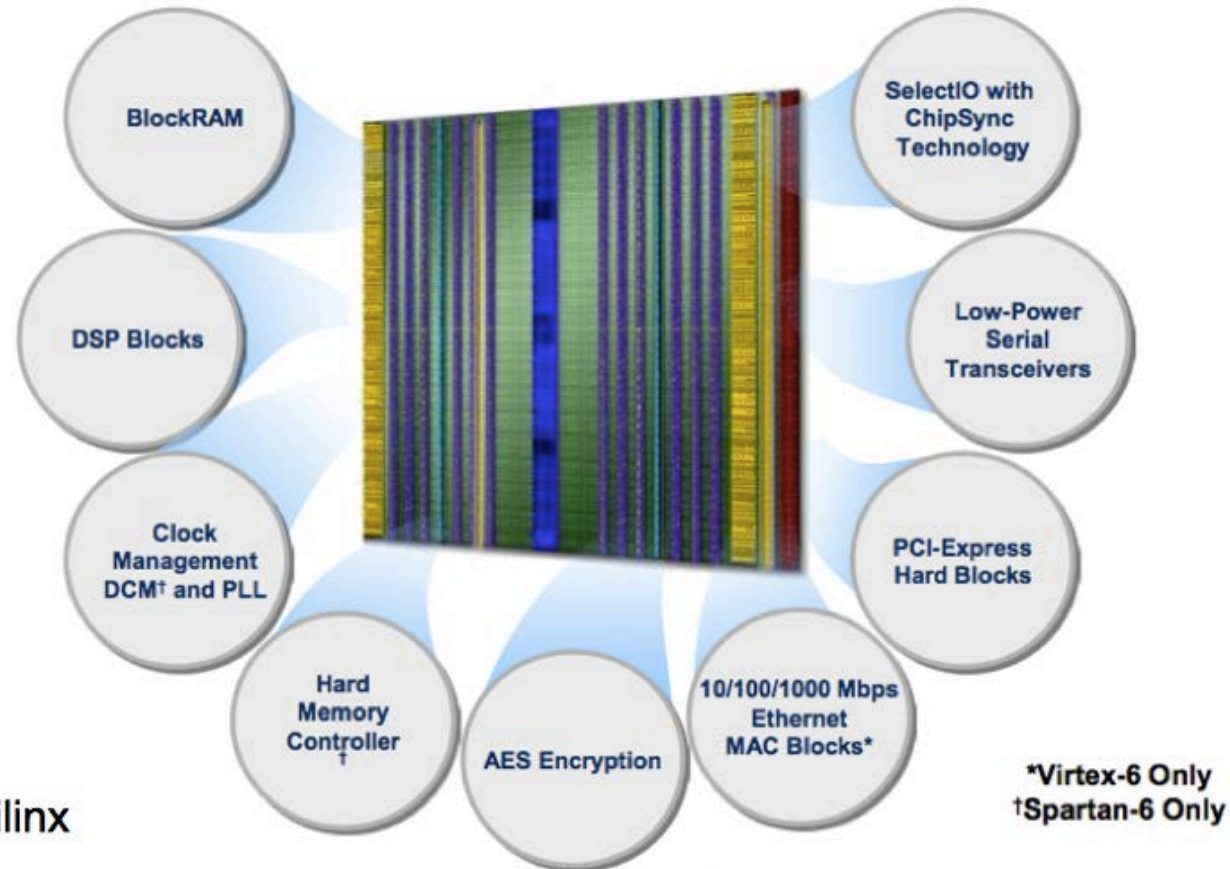 BlockRAM
SelectIO with
ChipSync
Technology
DSP Blocks
Low-Power
Serial
Transceivers
Clock
Management
DCM† and PLL
PCI-Express
Hard Blocks
Hard
Memory
Controller
†
AES Encryption
10/100/1000 Mbps
Ethernet
MAC Blocks*
*Virtex-6 Only
†Spartan-6 Only
ilinx